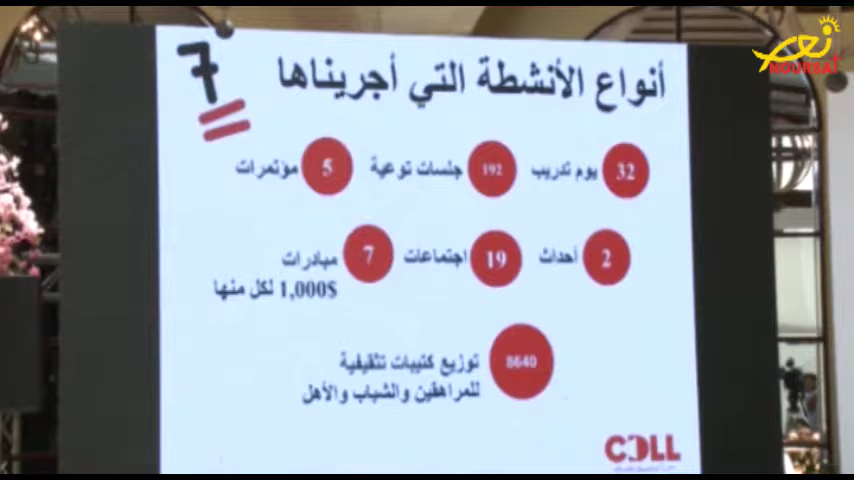 نور
NOURSAT
7
أنواع الأنشطة التي أجريناها
32 يوم تدريب
192 جلسات توعية
5 مؤتمرات
2 أحداث
19 اجتماعات
7 مبادرات
1,000$ لكل منها
8640 توزيع كتيبات تثقيفية
للمراهقين والشباب والأهل